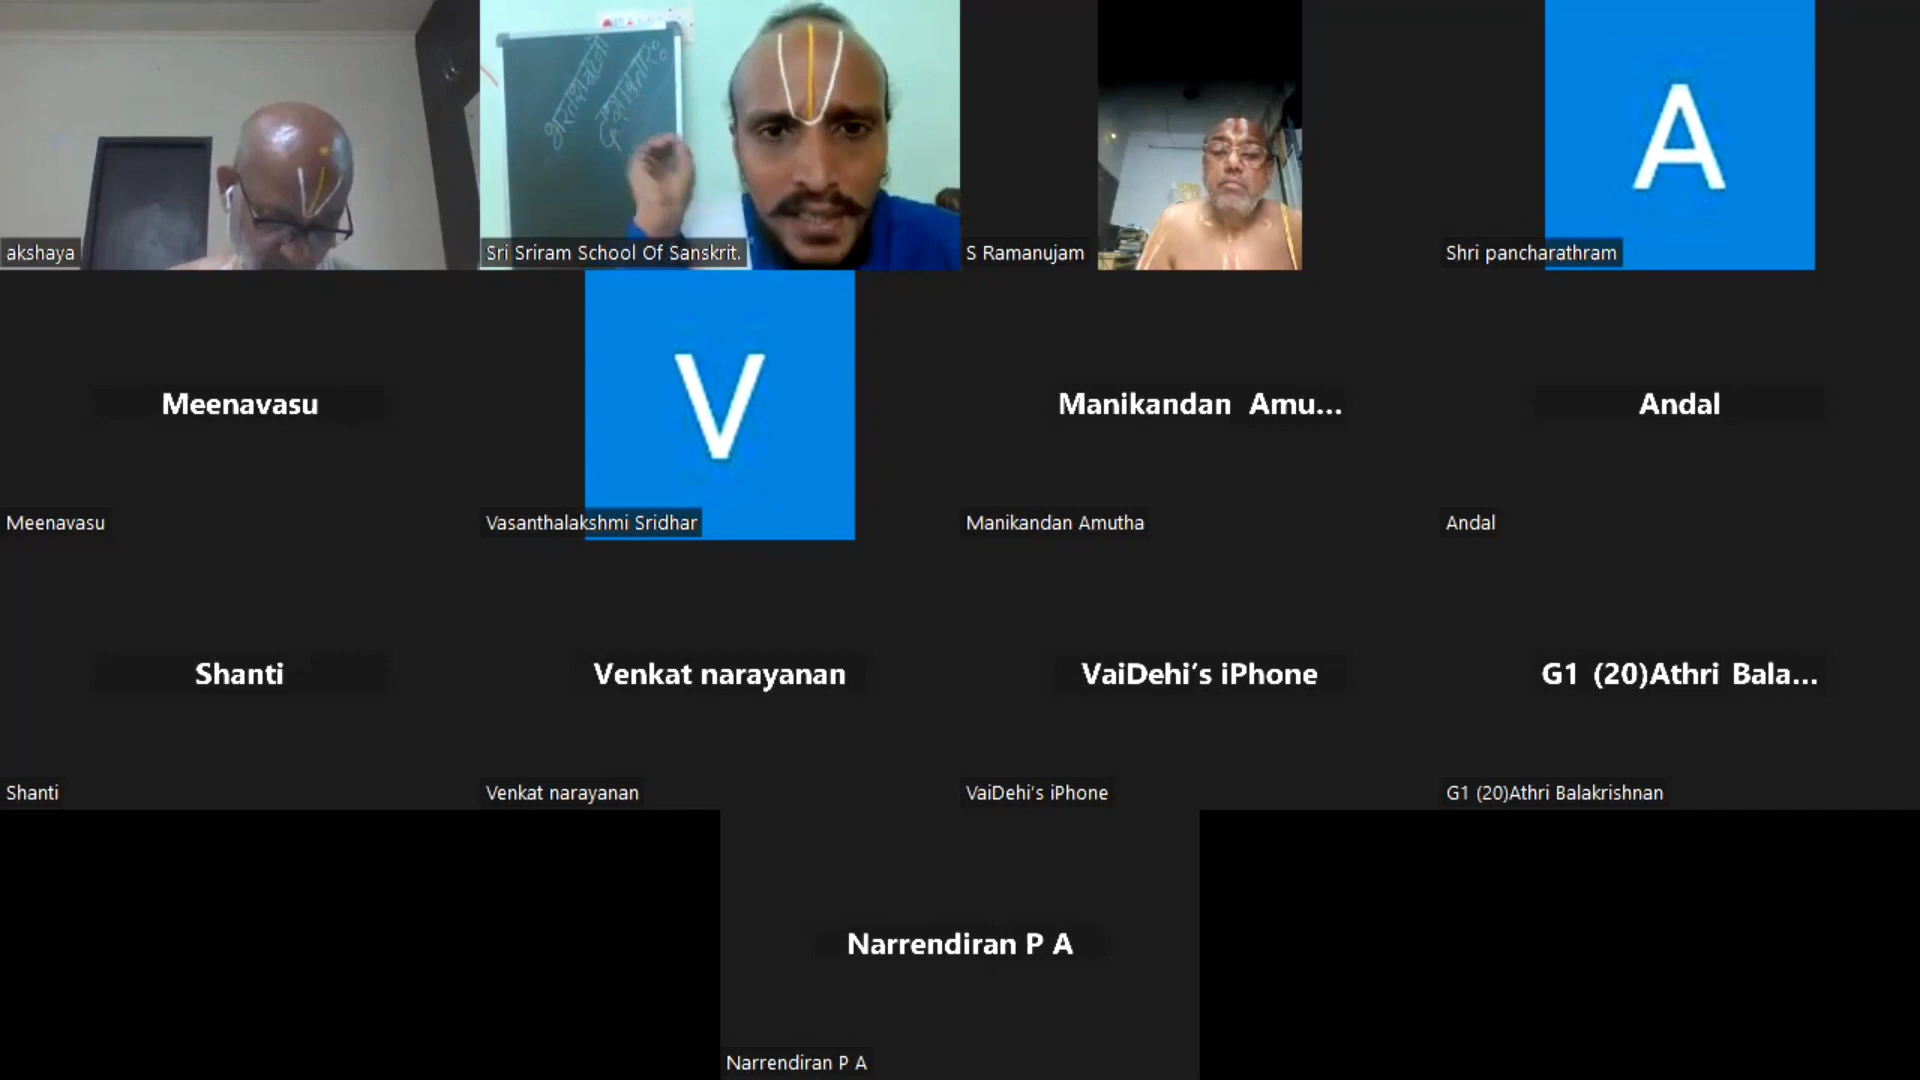 akshaya
Sri Sriram School Of Sanskrit.
S Ramanujam
A
Shri pancharathram
Meenavasu
V
Manikandan Amu...
Andal
Meenavasu
Vasanthalakshmi Sridhar
Manikandan Amutha
Andal
Shanti
Venkat narayanan
VaiDehi's iPhone
G1 (20)Athri Bala...
Shanti
Venkat narayanan
VaiDehi's iPhone
G1 (20)Athri Balakrishnan
Narrendiran P A
Narrendiran P A